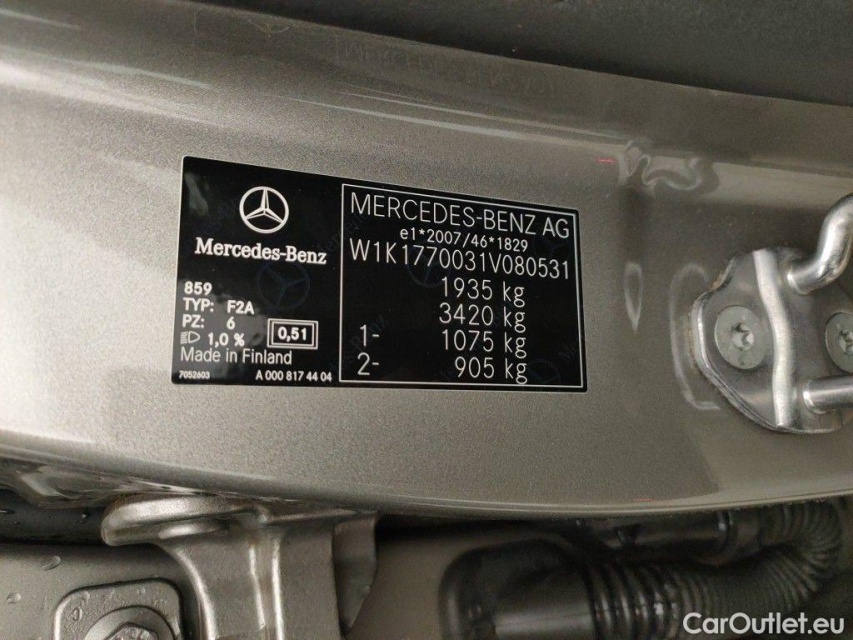 Mercedes-Benz
859
TYP: F2A
PZ: 6
1,0 %
0,51
Made in Finland
7052603 A 000 817 44 04
MERCEDES-BENZ AG
e1*2007/46*1829
W1K1770031V080531
1935 kg
3420 kg
1- 1075 kg
2- 905 kg
CarOutlet.eu